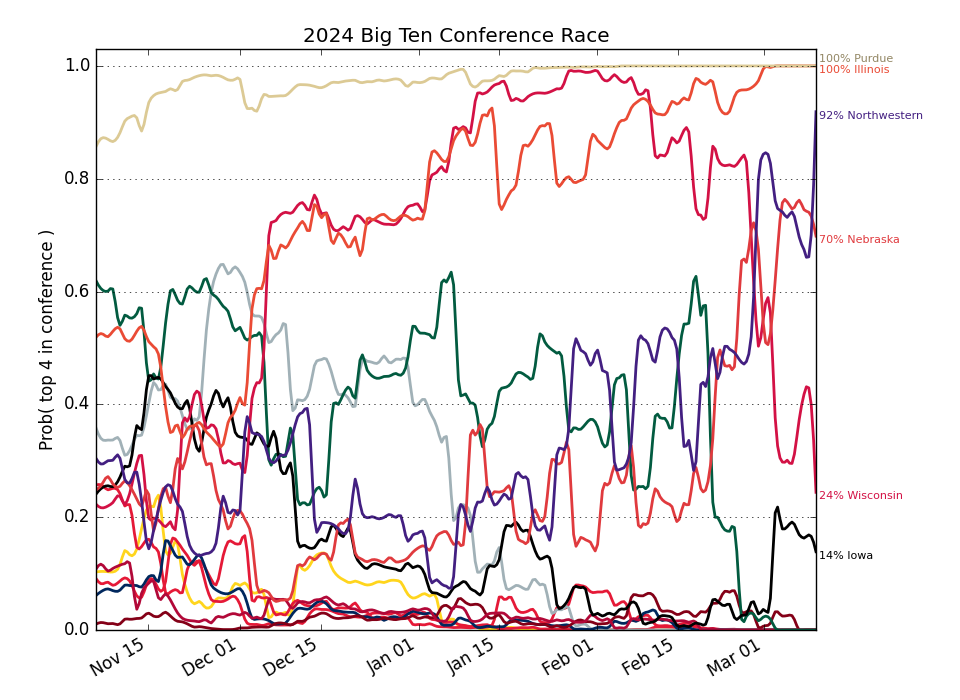 2024 Big Ten Conference Race
Prob( top 4 in conference )
1.0
0.8
0.6
0.4
0.2
0.0
100% Purdue
100% Illinois
92% Northwestern
70% Nebraska
24% Wisconsin
14% Iowa
Nov 15
Dec 01
Dec 15
Jan 01
Jan 15
Feb 01
Feb 15
Mar 01